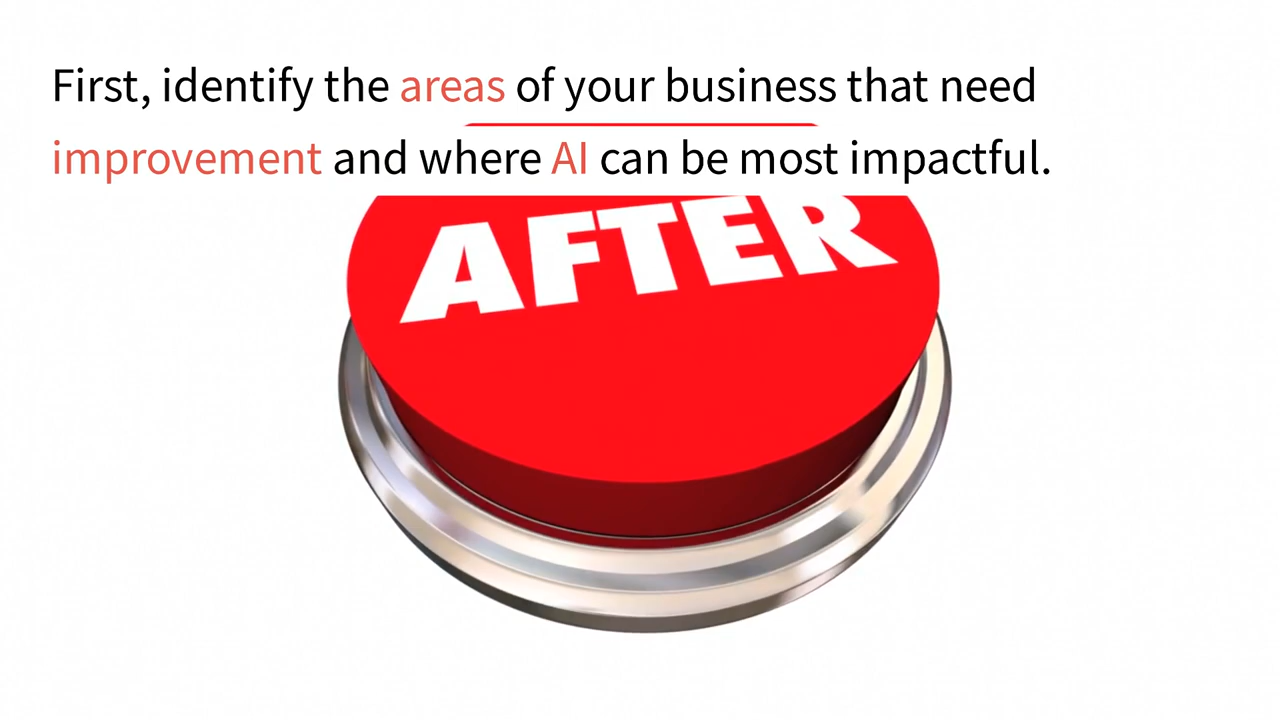 First, identify the areas of your business that need
improvement and where AI can be most impactful.
AFTER